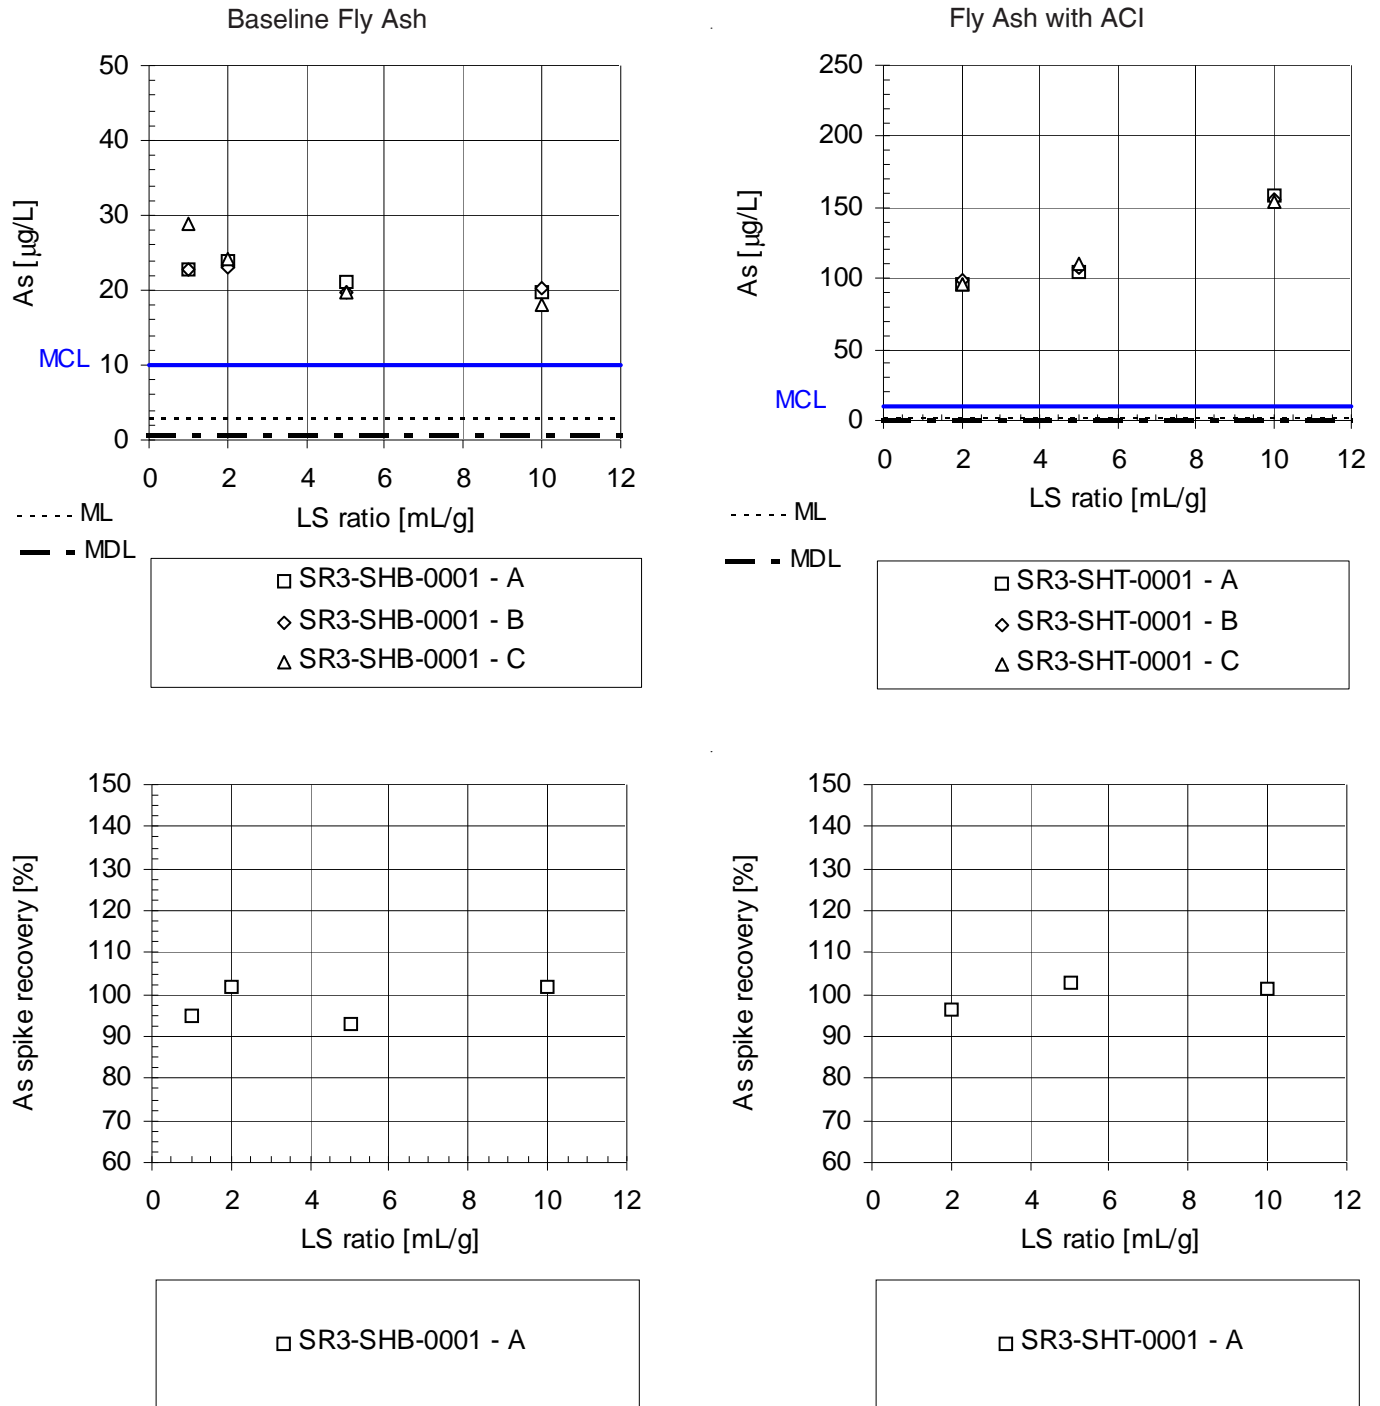 Baseline Fly Ash
Fly Ash with ACI
50
40
30
20
10
0
As [µg/L]
MCL
0 2 4 6 8 10 12
LS ratio [mL/g]
ML
MDL
SR3-SHB-0001 - A
SR3-SHB-0001 - B
SR3-SHB-0001 - C
250
200
150
100
50
0
As [µg/L]
MCL
0 2 4 6 8 10 12
LS ratio [mL/g]
ML
MDL
SR3-SHT-0001 - A
SR3-SHT-0001 - B
SR3-SHT-0001 - C
150
140
130
120
110
100
90
80
70
60
As spike recovery [%]
0 2 4 6 8 10 12
LS ratio [mL/g]
SR3-SHB-0001 - A
150
140
130
120
110
100
90
80
70
60
As spike recovery [%]
0 2 4 6 8 10 12
LS ratio [mL/g]
SR3-SHT-0001 - A